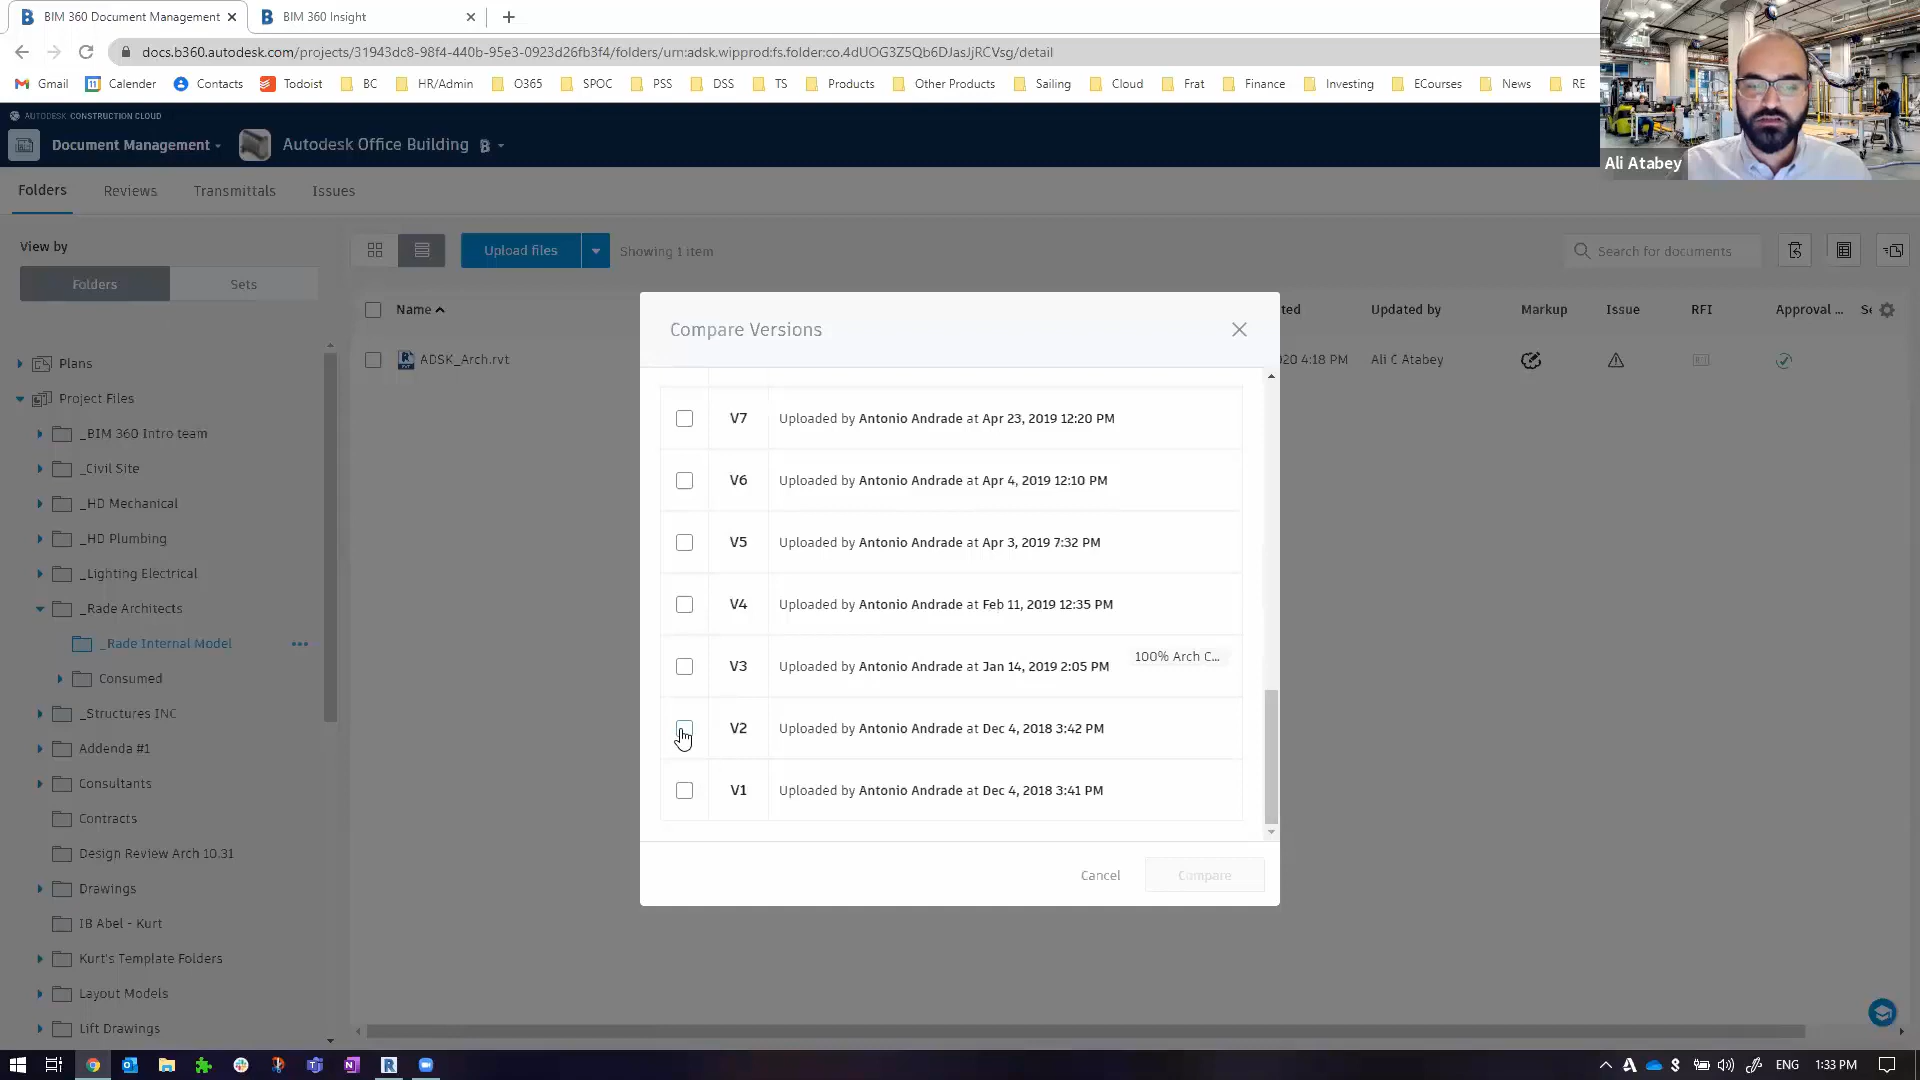 BIM 360 Document Management
BIM 360 Insight
docs.b360.autodesk.com/projects/31943dc8-98f4-440b-95e3-0923d26fb3f4/folders/urn:adsk.wipprod:fs.folder:co.4dUOG3Z5Qb6DJasJjRCVsg/detail
Gmail Calender Contacts Todoist BC HR/Admin O365 SPOC PSS DSS TS Products Other Products Sailing Cloud Frat Finance Investing ECourses News RE
AUTODESK CONSTRUCTION CLOUD
Document Management Autodesk Office Building
Ali Atabey
Folders Reviews Transmittals Issues
View by
Folders Sets
Upload files Showing 1 item Search for documents
Name ted Updated by Markup Issue RFI Approval ... Se
ADSK_Arch.rvt 020 4:18 PM Ali C Atabey
Plans
Project Files
_BIM 360 Intro team
_Civil Site
_HD Mechanical
_HD Plumbing
_Lighting Electrical
_Rade Architects
_Rade Internal Model
Consumed
_Structures INC
Addenda #1
Consultants
Contracts
Design Review Arch 10.31
Drawings
IB Abel - Kurt
Kurt's Template Folders
Layout Models
Lift Drawings
Compare Versions
V7 Uploaded by Antonio Andrade at Apr 23, 2019 12:20 PM
V6 Uploaded by Antonio Andrade at Apr 4, 2019 12:10 PM
V5 Uploaded by Antonio Andrade at Apr 3, 2019 7:32 PM
V4 Uploaded by Antonio Andrade at Feb 11, 2019 12:35 PM
V3 Uploaded by Antonio Andrade at Jan 14, 2019 2:05 PM 100% Arch C...
V2 Uploaded by Antonio Andrade at Dec 4, 2018 3:42 PM
V1 Uploaded by Antonio Andrade at Dec 4, 2018 3:41 PM
Cancel Compare
ENG 1:33 PM